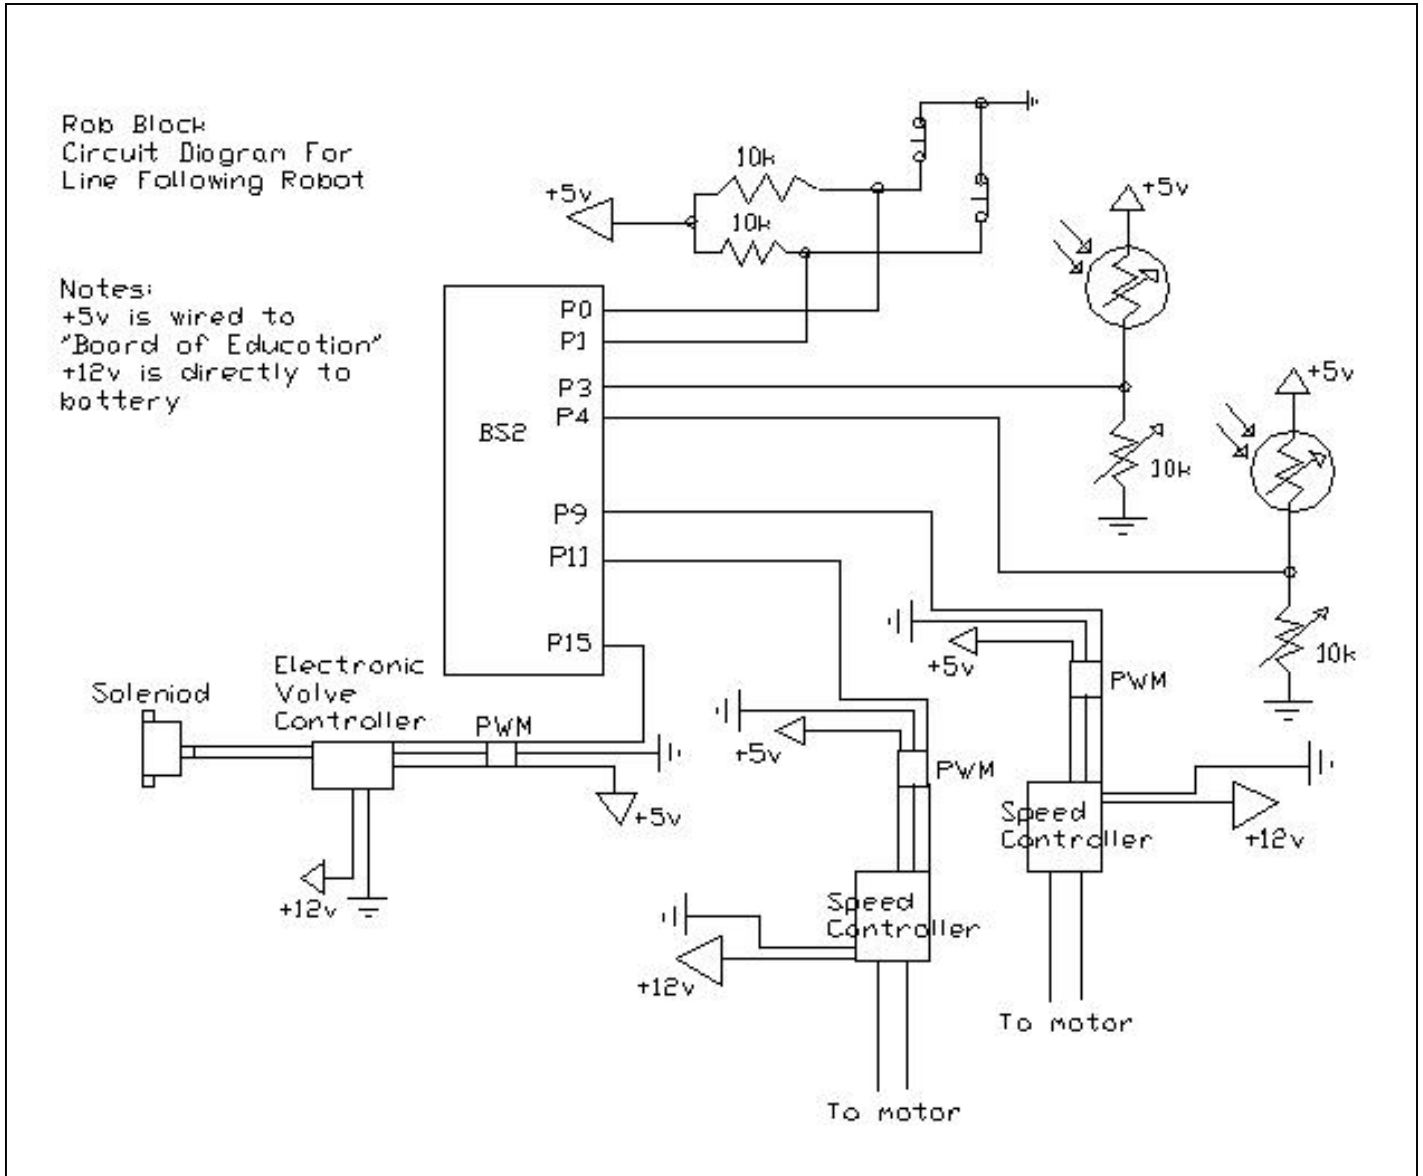 Rob Block
Circuit Diagram For
Line Following Robot
Notes:
+5v is wired to
"Board of Education"
+12v is directly to
battery
10k
+5v
10k
+5v
+5v
10k
10k
BS2
P0
P1
P3
P4
P9
P11
P15
Soleniod
Electronic
Valve
Controller
PWM
+5v
+12v
+5v
PWM
+5v
PWM
Speed
Controller
+12v
Speed
Controller
+12v
To motor
To motor